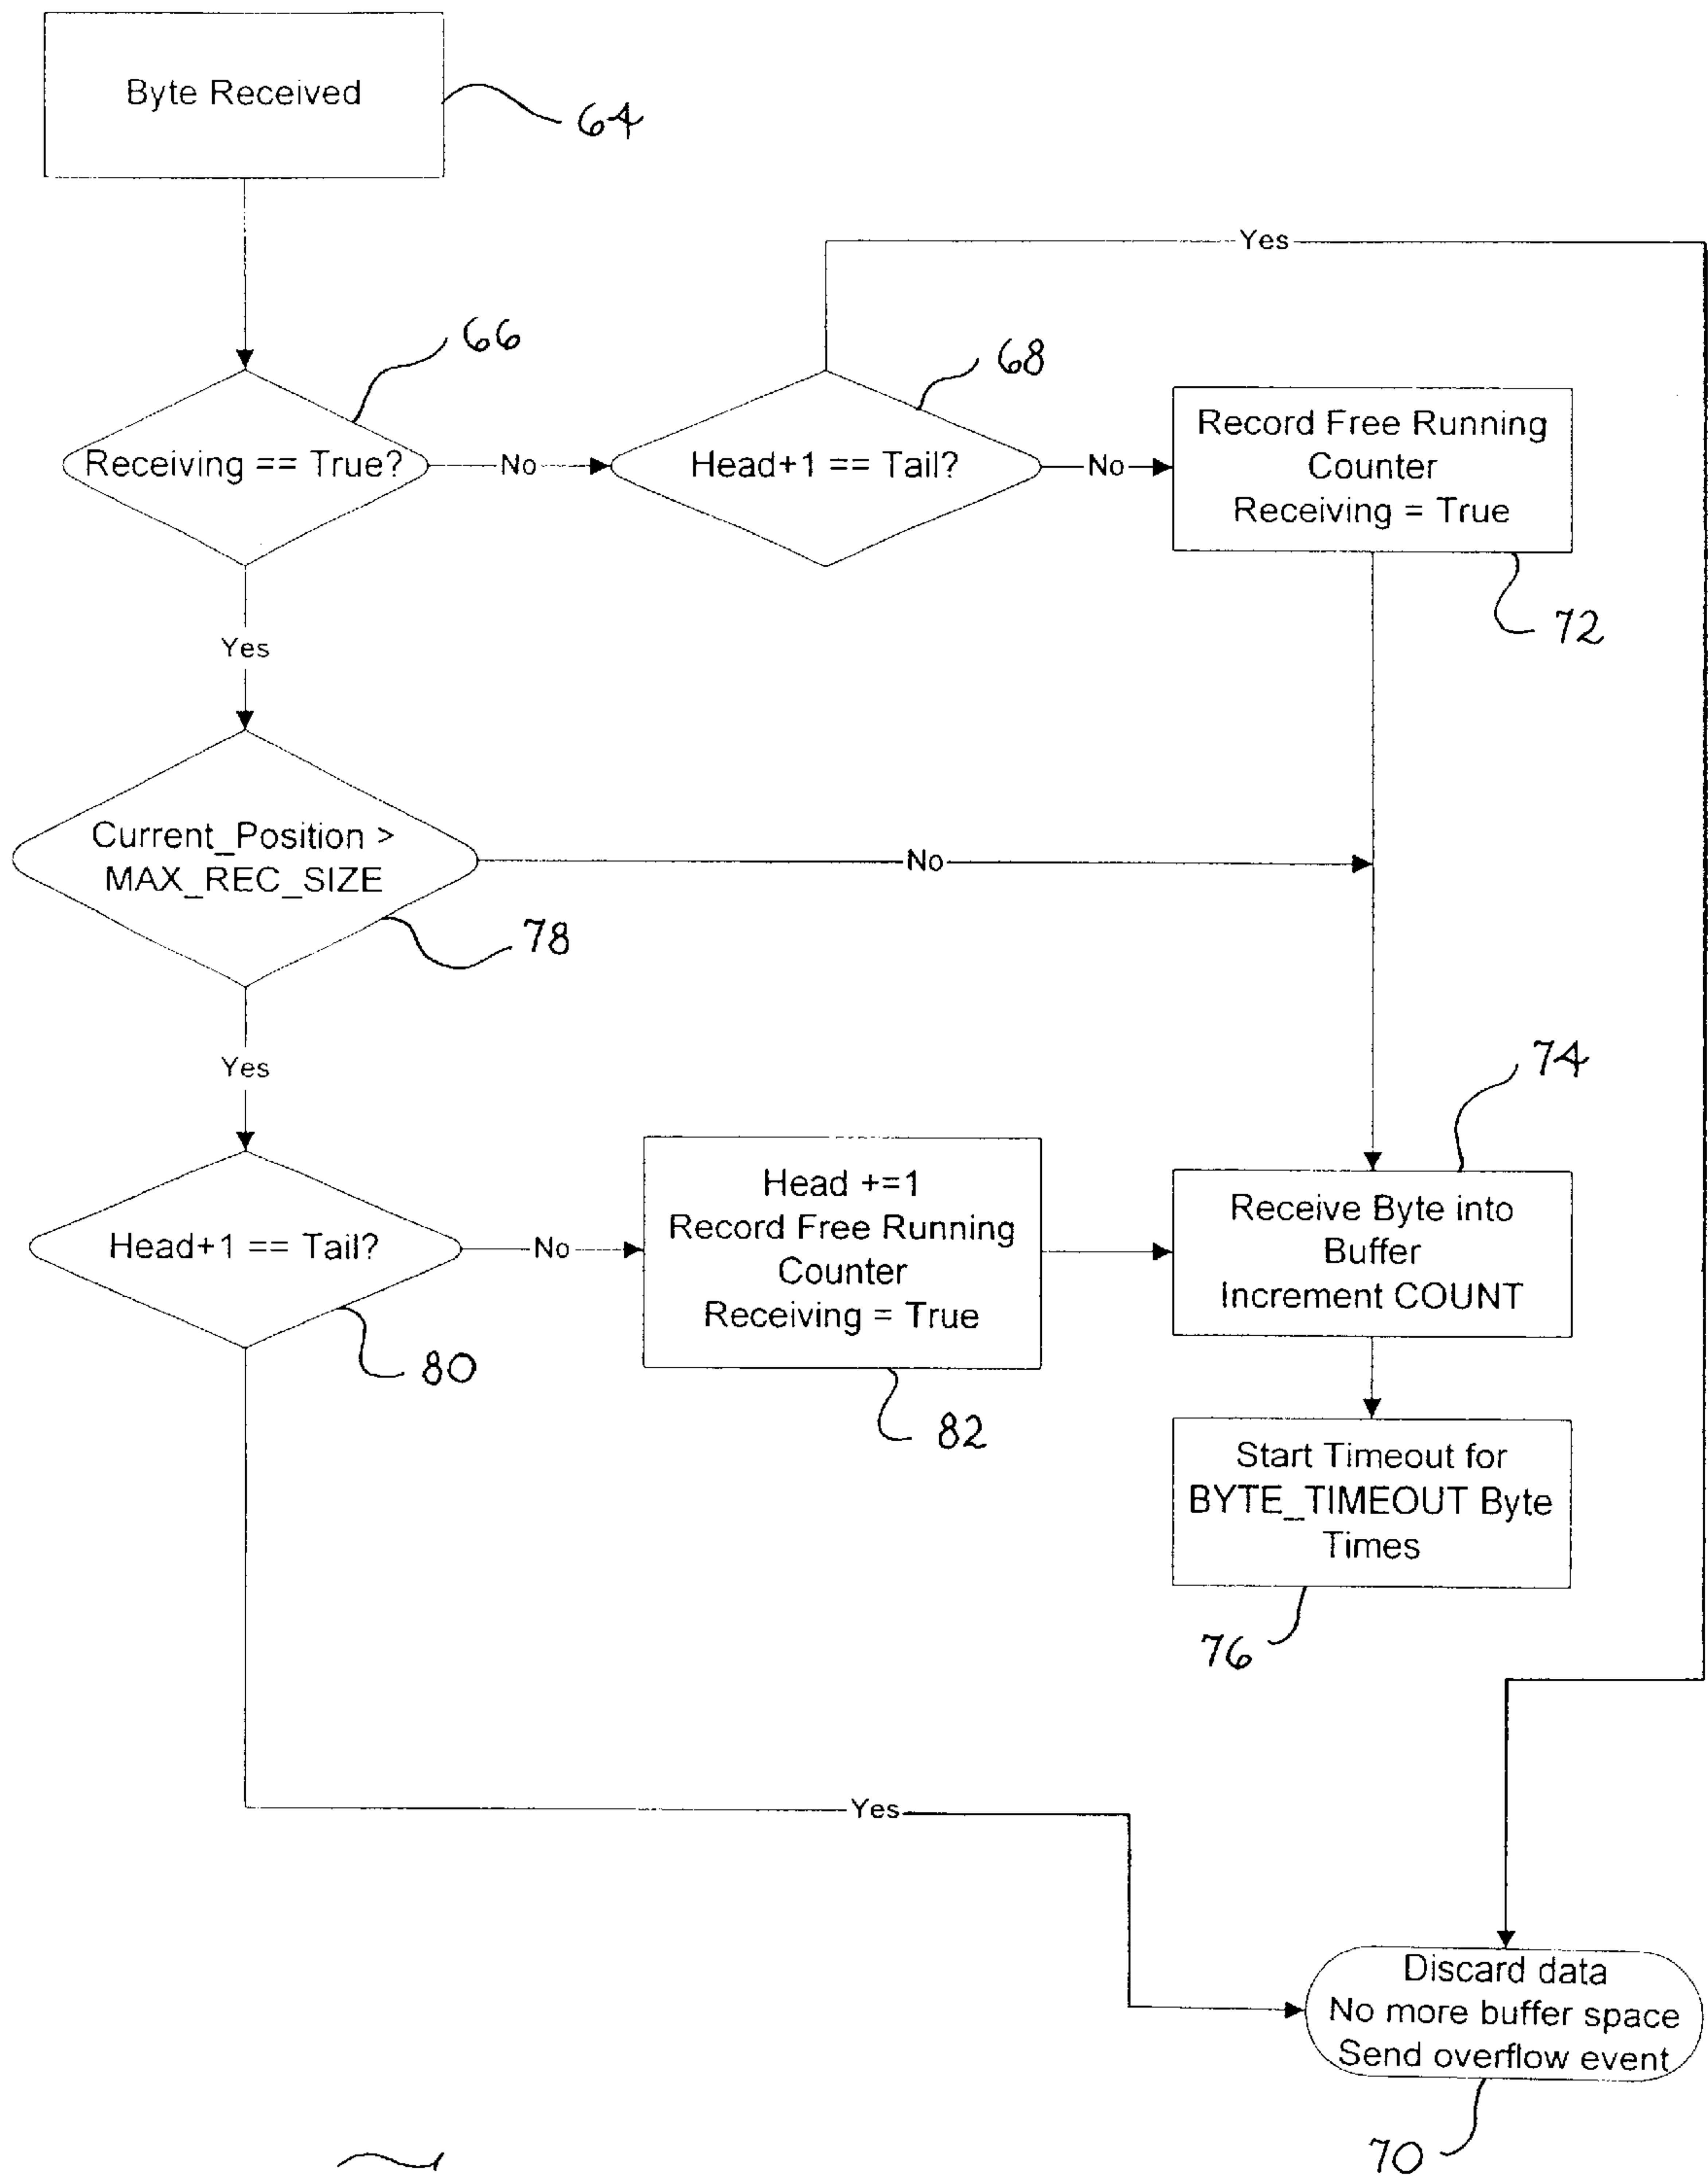 Byte Received
64
Yes
66
68
Receiving == True?
No
Head+1 == Tail?
No
Record Free Running
Counter
Receiving = True
72
Yes
Current_Position >
MAX_REC_SIZE
No
78
Yes
74
Head+1 == Tail?
No
Head +=1
Record Free Running
Counter
Receiving = True
Receive Byte into
Buffer
Increment COUNT
80
82
Start Timeout for
BYTE_TIMEOUT Byte
Times
76
Yes
Discard data
No more buffer space
Send overflow event
70